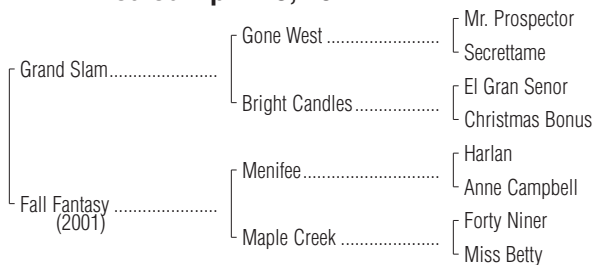 Mr. Prospector
Gone West
Secrettame
Grand Slam
El Gran Senor
Bright Candles
Christmas Bonus
Harlan
Menifee
Anne Campbell
Fall Fantasy
(2001)
Forty Niner
Maple Creek
Miss Betty